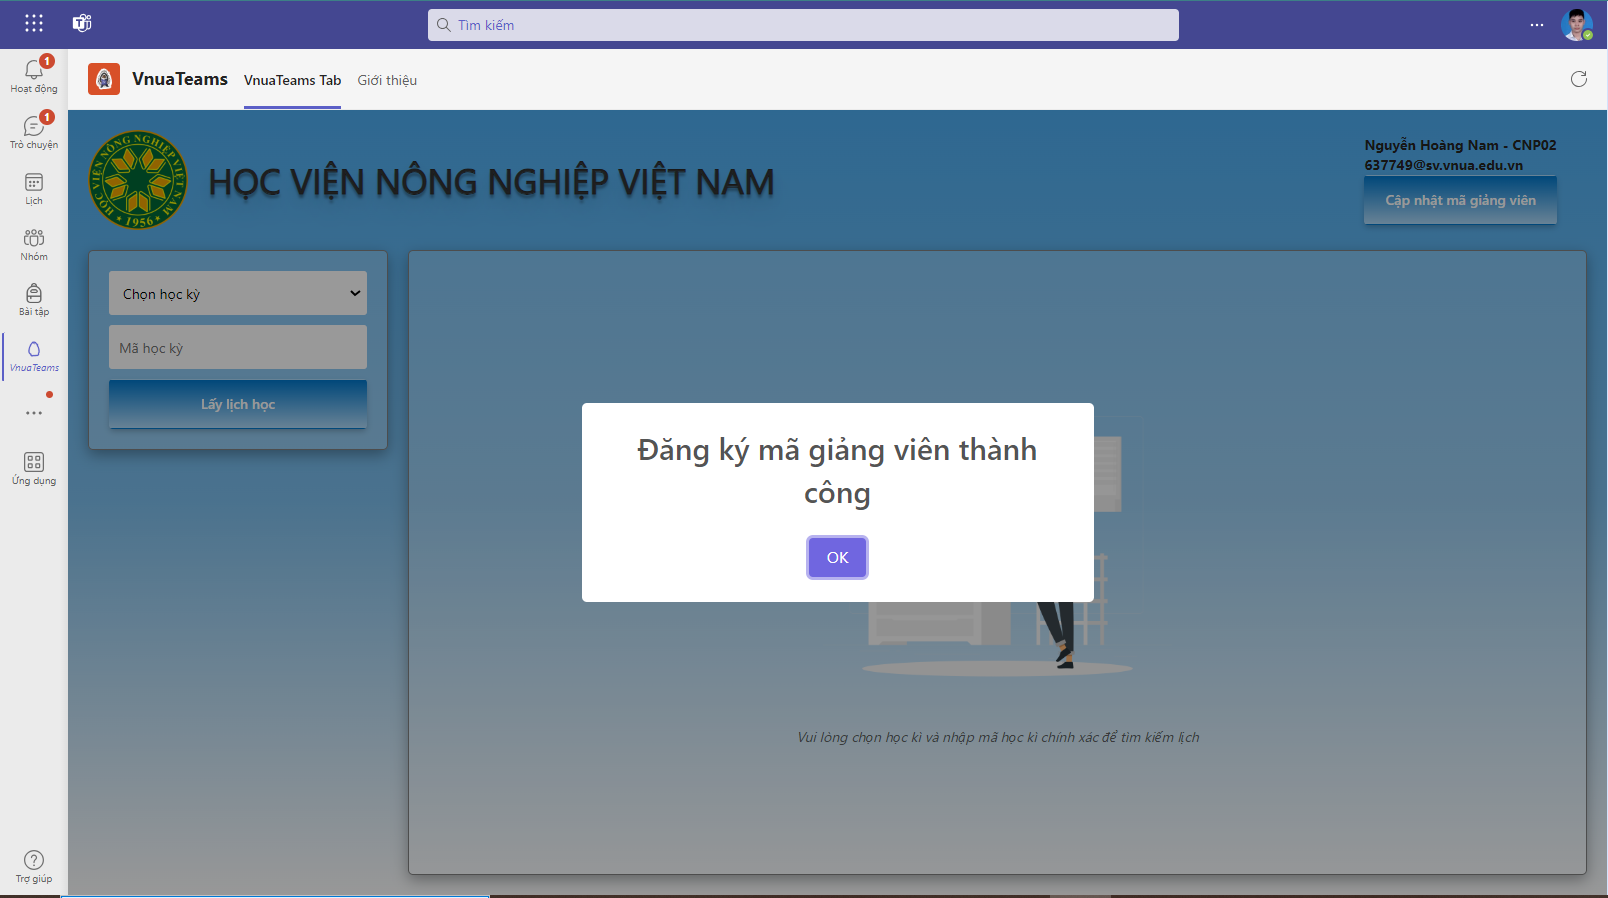 Tìm kiếm
1
Hoạt động
1
Trò chuyện
Lịch
Nhóm
Bài tập
VnuaTeams
Ứng dụng
Trợ giúp
VnuaTeams
VnuaTeams Tab
Giới thiệu
HỌC VIỆN NÔNG NGHIỆP VIỆT NAM
1956
HỌC VIỆN NÔNG NGHIỆP VIỆT NAM
Nguyễn Hoàng Nam - CNP02
637749@sv.vnua.edu.vn
Cập nhật mã giảng viên
Chọn học kỳ
Mã học kỳ
Lấy lịch học
Đăng ký mã giảng viên thành
công
OK
Vui lòng chọn học kì và nhập mã học kì chính xác để tìm kiếm lịch